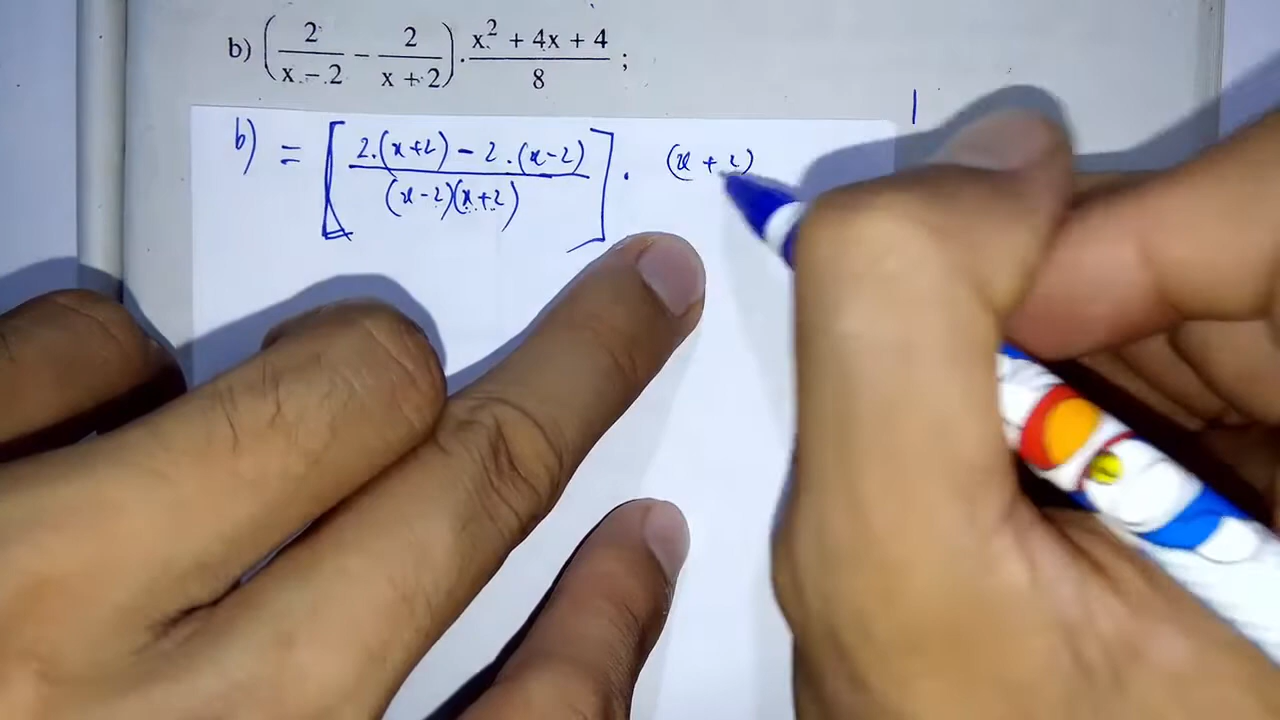 b) (2/(x - 2) - 2/(x + 2)) . (x² + 4x + 4)/8 ;
b) = [(2.(x+2) - 2.(x-2))/((x-2)(x+2))] . (x + 2)